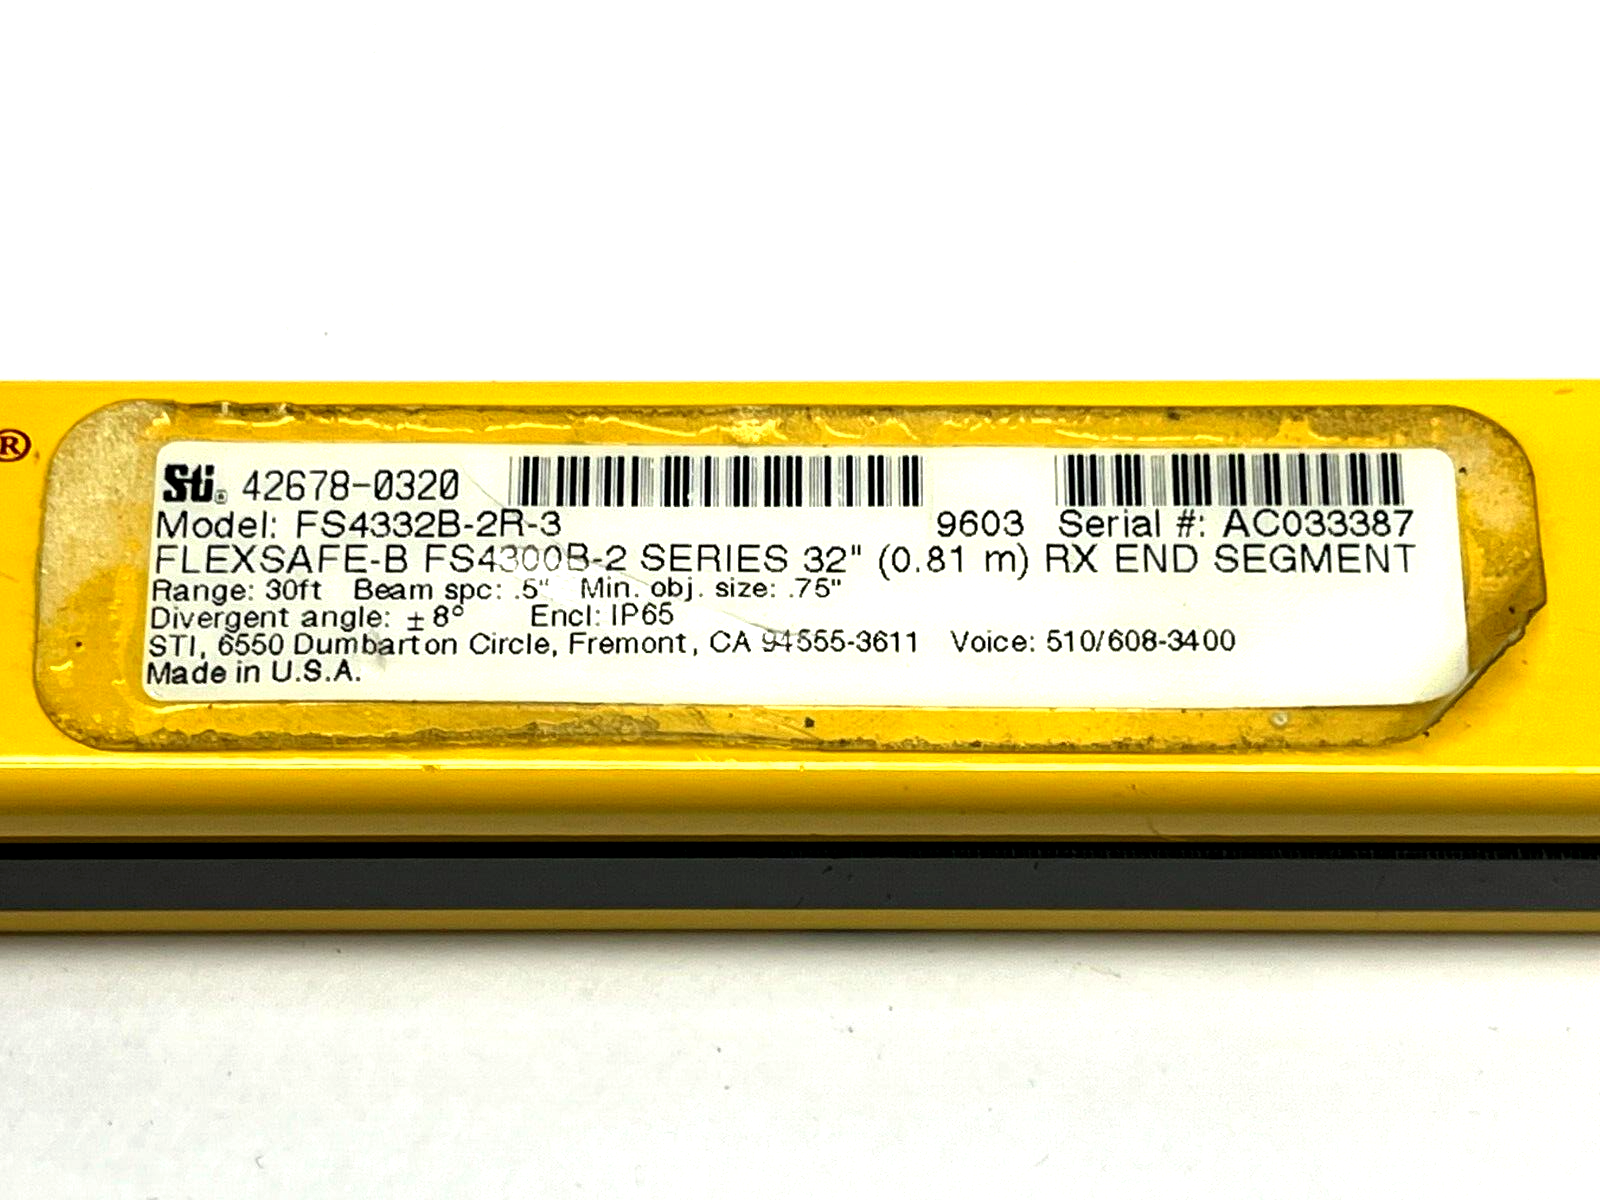 ®
Sti® 42678-0320
Model: FS4332B-2R-3 9603 Serial #: AC033387
FLEXSAFE-B FS4300B-2 SERIES 32" (0.81 m) RX END SEGMENT
Range: 30ft Beam spc: .5" Min. obj. size: .75"
Divergent angle: ± 8° Encl: IP65
STI, 6550 Dumbarton Circle, Fremont, CA 94555-3611 Voice: 510/608-3400
Made in U.S.A.